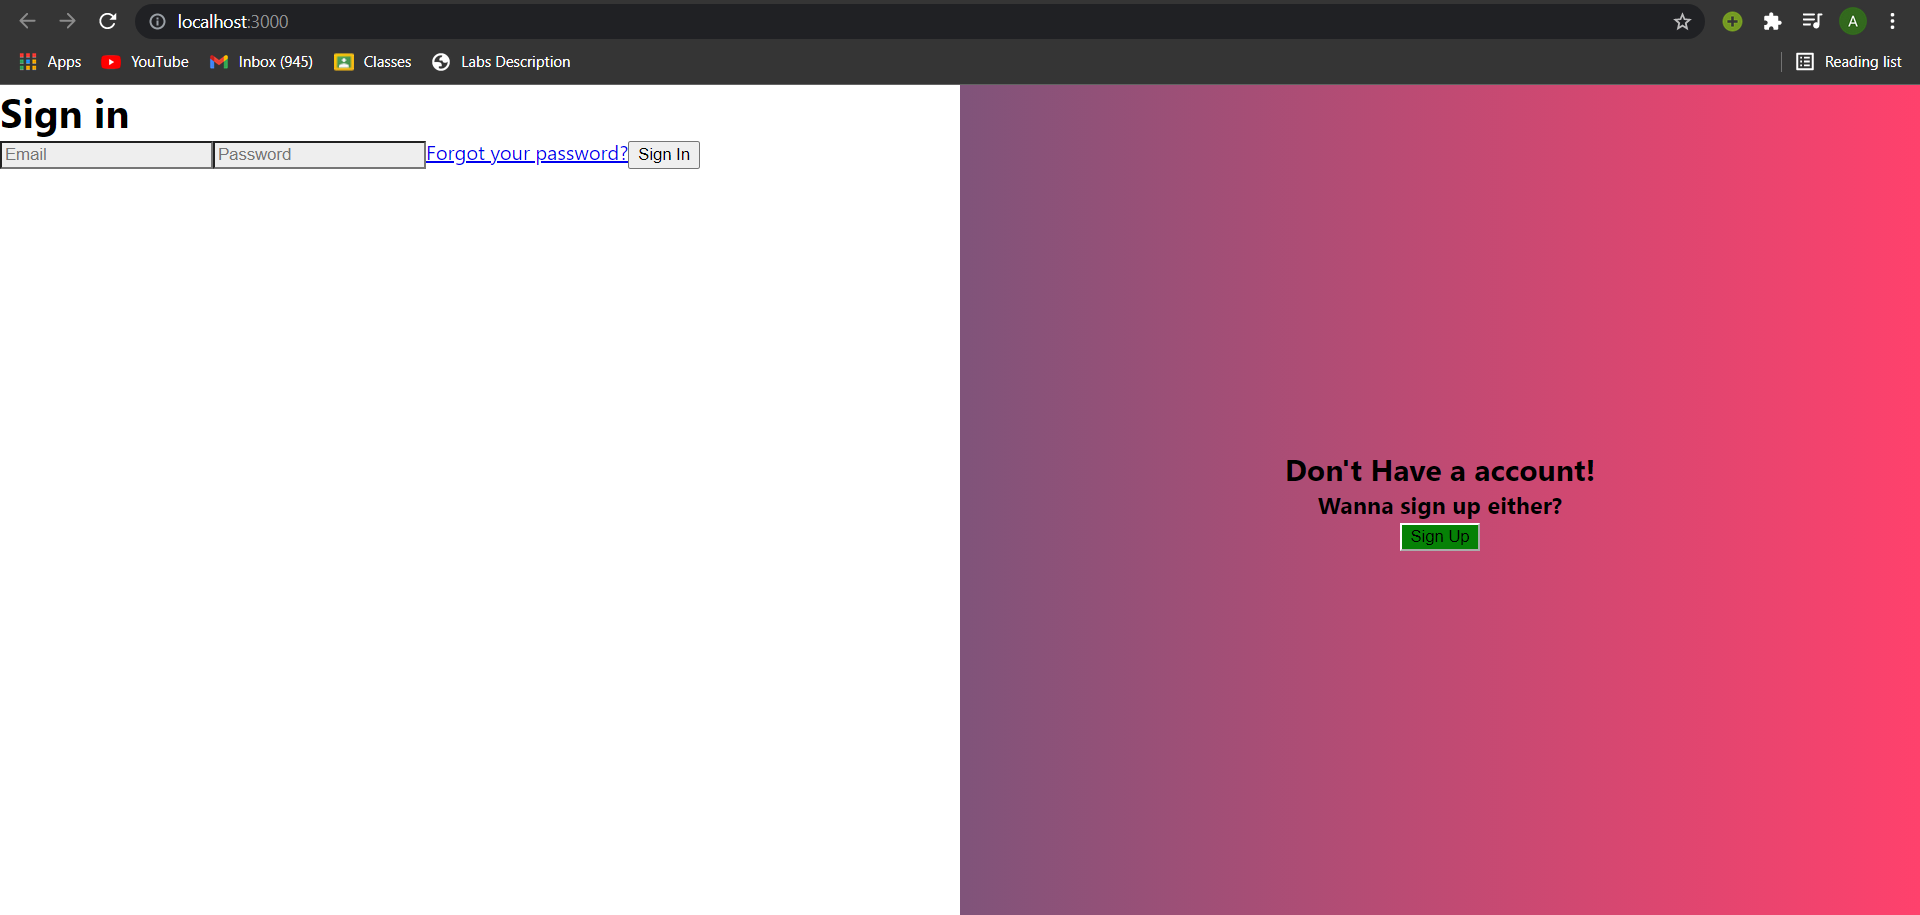 localhost:3000
A
Apps YouTube Inbox (945) Classes Labs Description Reading list
Sign in
Email Password Forgot your password? Sign In
Don't Have a account!
Wanna sign up either?
Sign Up